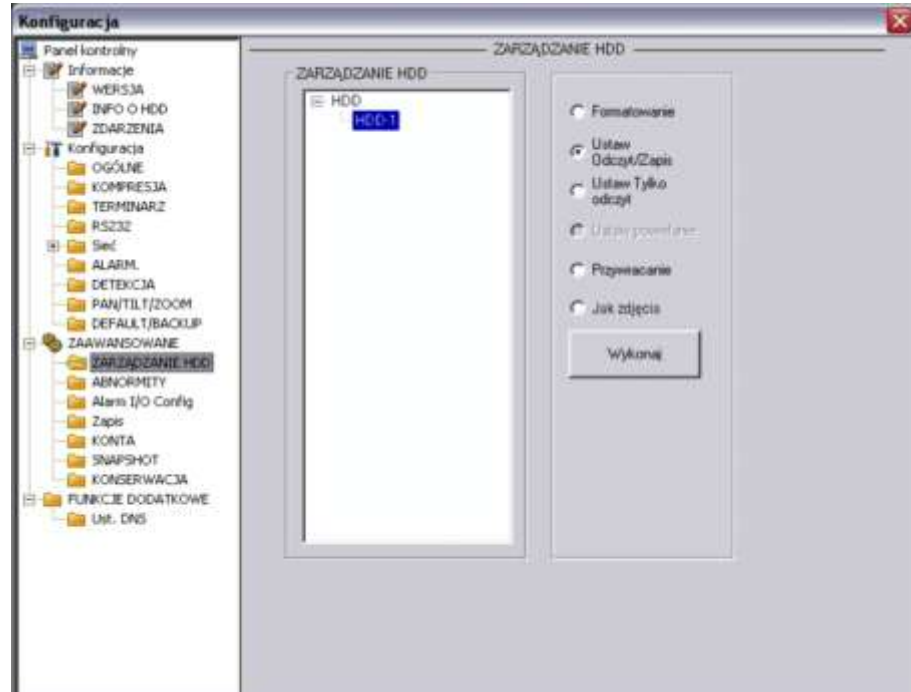 Konfiguracja
Panel kontrolny
Informacje
WERSJA
INFO O HDD
ZDARZENIA
Konfiguracja
OGÓLNE
KOMPRESJA
TERMINARZ
RS232
Sieć
ALARM.
DETEKCJA
PAN/TILT/ZOOM
DEFAULT/BACKUP
ZAAWANSOWANE
ZARZĄDZANIE HDD
ABNORMITY
Alarm I/O Config
Zapis
KONTA
SNAPSHOT
KONSERWACJA
FUNKCJE DODATKOWE
Ust. DNS
ZARZĄDZANIE HDD
ZARZĄDZANIE HDD
HDD
HDD-1
Formatowanie
Ustaw
Odczyt/Zapis
Ustaw Tylko
odczyt
Ustaw
Przywracanie
Jak zdjęcia
Wykonaj